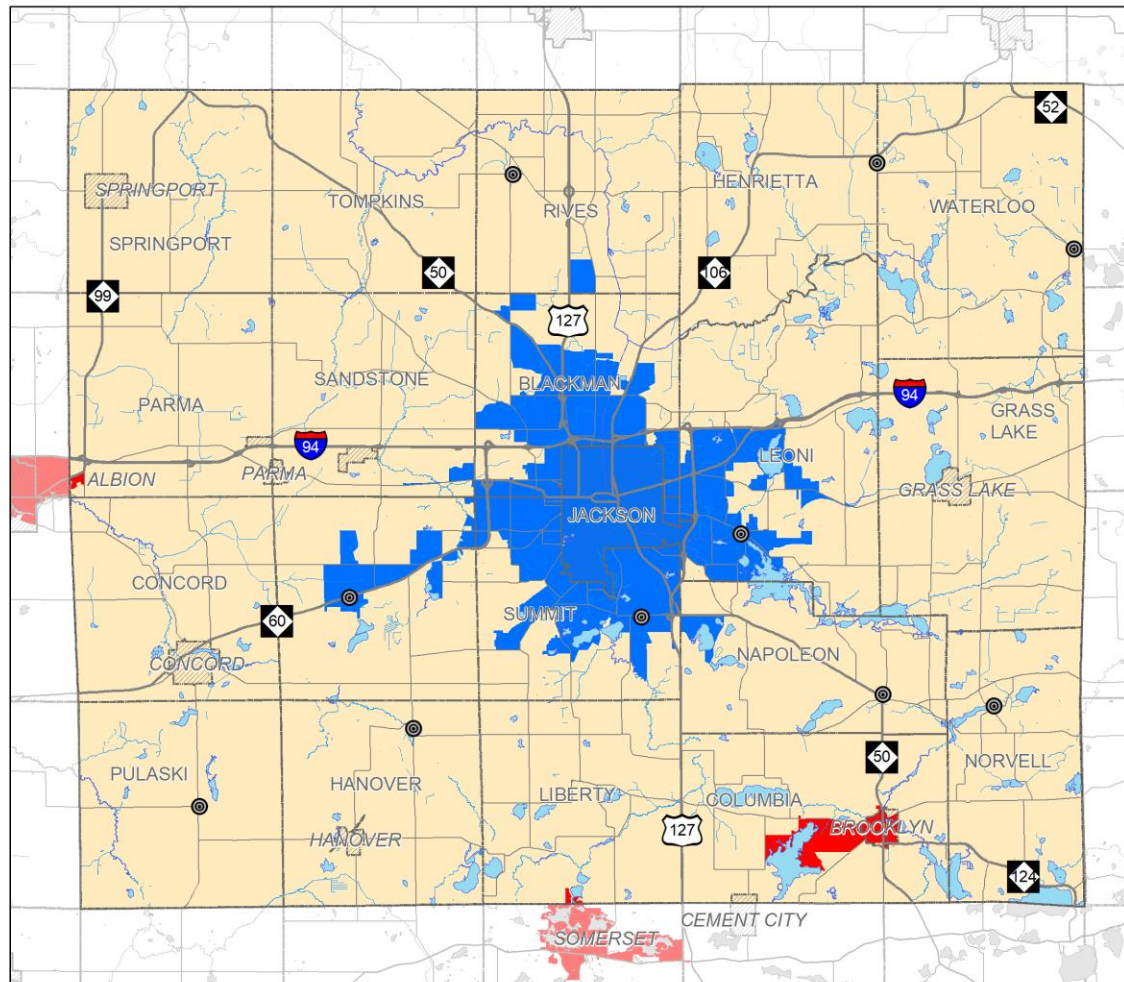 52
SPRINGPORT
TOMPKINS
RIVES
HENRIETTA
WATERLOO
SPRINGPORT
99
50
106
127
SANDSTONE
BLACKMAN
PARMA
94
GRASS
LAKE
94
PARMA
ALBION
LEONI
GRASS LAKE
JACKSON
CONCORD
60
SUMMIT
CONCORD
NAPOLEON
50
PULASKI
HANOVER
LIBERTY
COLUMBIA
NORVELL
HANOVER
127
BROOKLYN
124
CEMENT CITY
SOMERSET